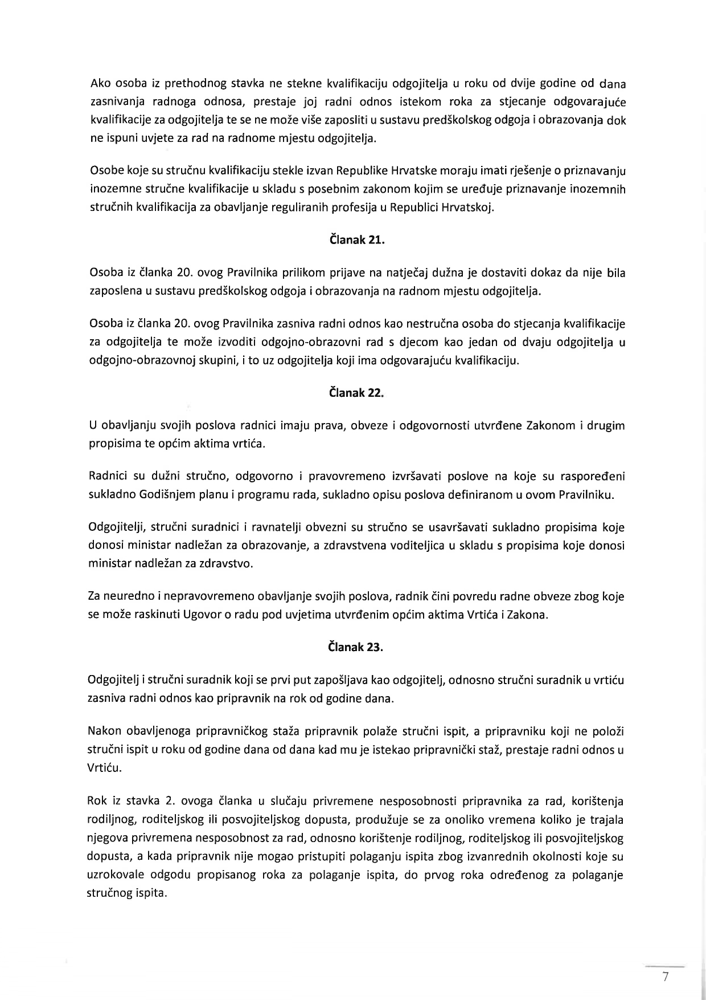 Ako osoba iz prethodnog stavka ne stekne kvalifikaciju odgojitelja u roku od dvije godine od dana
zasnivanja radnoga odnosa, prestaje joj radni odnos istekom roka za stjecanje odgovarajuće
kvalifikacije za odgojitelja te se ne može više zaposliti u sustavu predškolskog odgoja i obrazovanja dok
ne ispuni uvjete za rad na radnome mjestu odgojitelja.
Osobe koje su stručnu kvalifikaciju stekle izvan Republike Hrvatske moraju imati rješenje o priznavanju
inozemne stručne kvalifikacije u skladu s posebnim zakonom kojim se uređuje priznavanje inozemnih
stručnih kvalifikacija za obavljanje reguliranih profesija u Republici Hrvatskoj.
Članak 21.
Osoba iz članka 20. ovog Pravilnika prilikom prijave na natječaj dužna je dostaviti dokaz da nije bila
zaposlena u sustavu predškolskog odgoja i obrazovanja na radnom mjestu odgojitelja.
Osoba iz članka 20. ovog Pravilnika zasniva radni odnos kao nestručna osoba do stjecanja kvalifikacije
za odgojitelja te može izvoditi odgojno-obrazovni rad s djecom kao jedan od dvaju odgojitelja u
odgojno-obrazovnoj skupini, i to uz odgojitelja koji ima odgovarajuću kvalifikaciju.
Članak 22.
U obavljanju svojih poslova radnici imaju prava, obveze i odgovornosti utvrđene Zakonom i drugim
propisima te općim aktima vrtića.
Radnici su dužni stručno, odgovorno i pravovremeno izvršavati poslove na koje su raspoređeni
sukladno Godišnjem planu i programu rada, sukladno opisu poslova definiranom u ovom Pravilniku.
Odgojitelji, stručni suradnici i ravnatelji obvezni su stručno se usavršavati sukladno propisima koje
donosi ministar nadležan za obrazovanje, a zdravstvena voditeljica u skladu s propisima koje donosi
ministar nadležan za zdravstvo.
Za neuredno i nepravovremeno obavljanje svojih poslova, radnik čini povredu radne obveze zbog koje
se može raskinuti Ugovor o radu pod uvjetima utvrđenim općim aktima Vrtića i Zakona.
Članak 23.
Odgojitelj i stručni suradnik koji se prvi put zapošljava kao odgojitelj, odnosno stručni suradnik u vrtiću
zasniva radni odnos kao pripravnik na rok od godine dana.
Nakon obavljenoga pripravničkog staža pripravnik polaže stručni ispit, a pripravniku koji ne položi
stručni ispit u roku od godine dana od dana kad mu je istekao pripravnički staž, prestaje radni odnos u
Vrtiću.
Rok iz stavka 2. ovoga članka u slučaju privremene nesposobnosti pripravnika za rad, korištenja
rodiljnog, roditeljskog ili posvojiteljskog dopusta, produžuje se za onoliko vremena koliko je trajala
njegova privremena nesposobnost za rad, odnosno korištenje rodiljnog, roditeljskog ili posvojiteljskog
dopusta, a kada pripravnik nije mogao pristupiti polaganju ispita zbog izvanrednih okolnosti koje su
uzrokovale odgodu propisanog roka za polaganje ispita, do prvog roka određenog za polaganje
stručnog ispita.
7